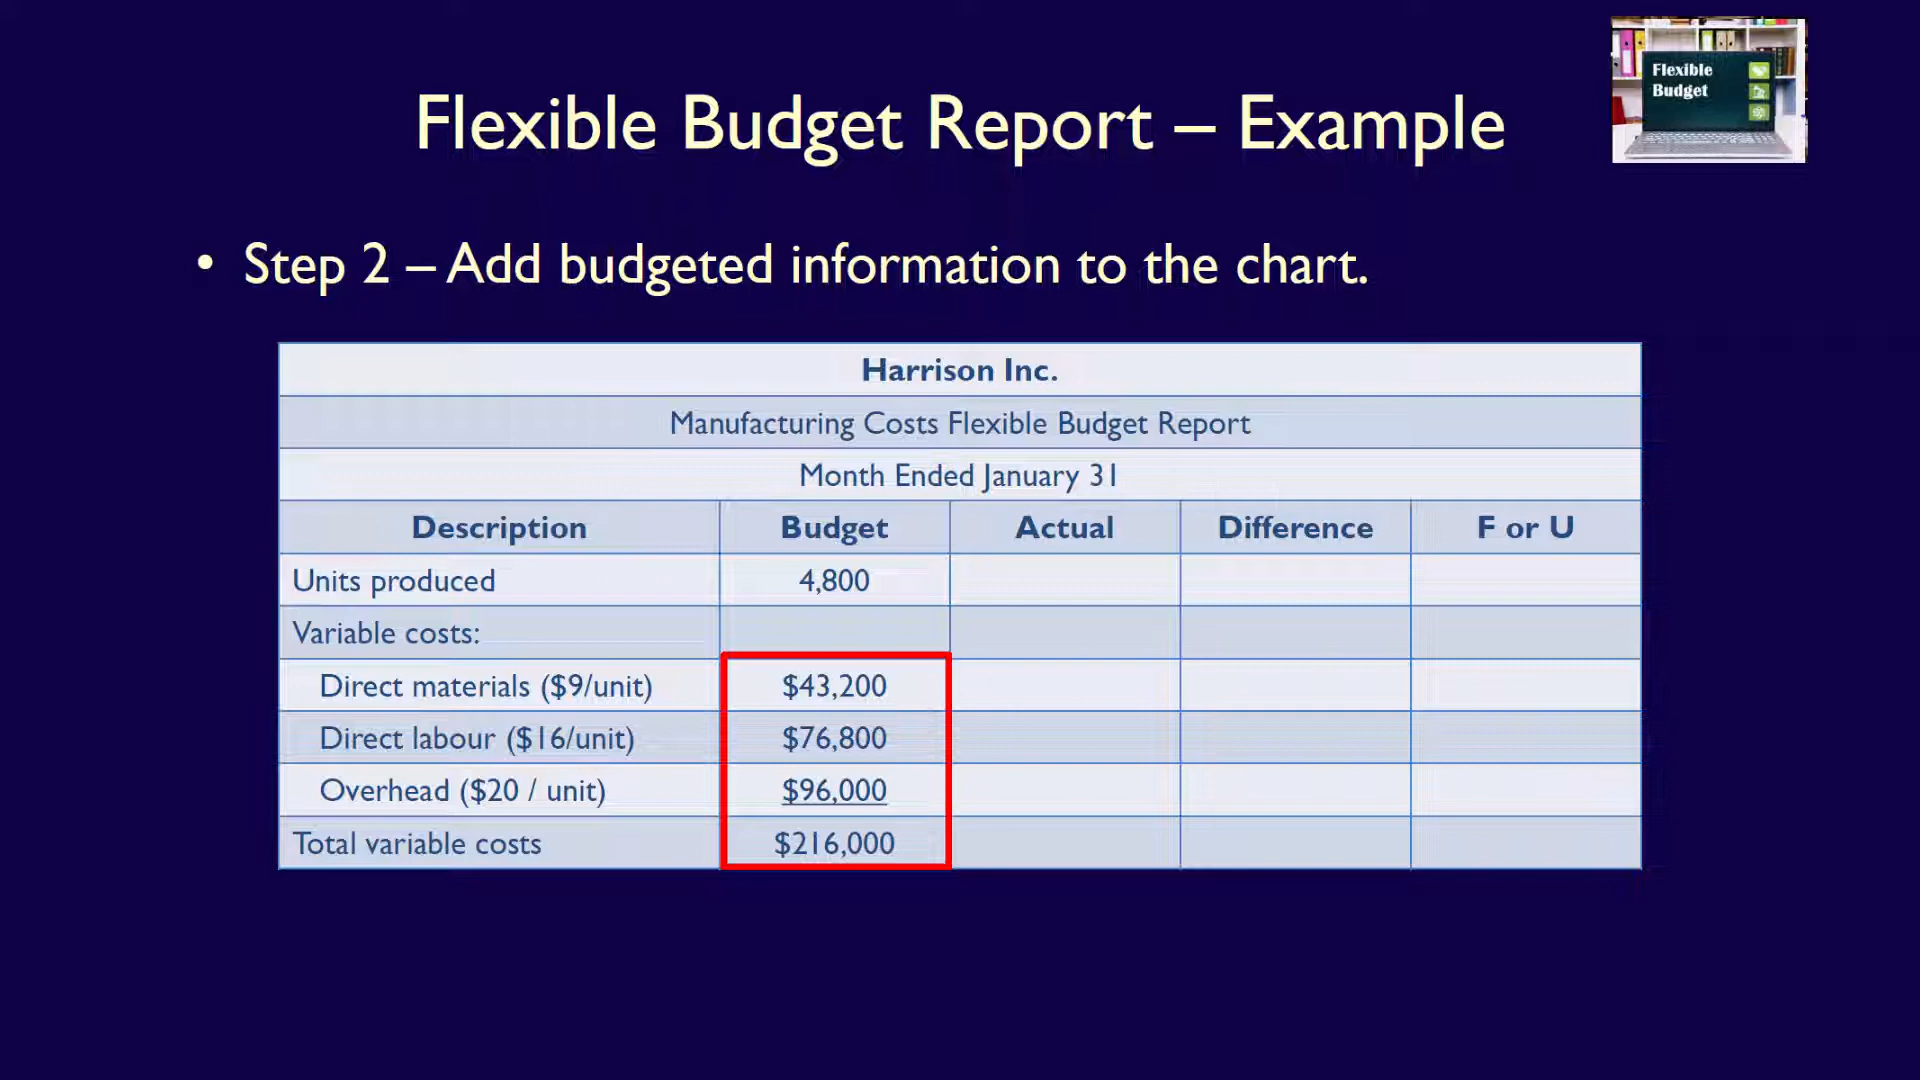 Flexible
Budget
Flexible Budget Report – Example
• Step 2 – Add budgeted information to the chart.
Harrison Inc.
Manufacturing Costs Flexible Budget Report
Month Ended January 31
Description Budget Actual Difference F or U
Units produced 4,800
Variable costs:
Direct materials ($9/unit) $43,200
Direct labour ($16/unit) $76,800
Overhead ($20 / unit) $96,000
Total variable costs $216,000